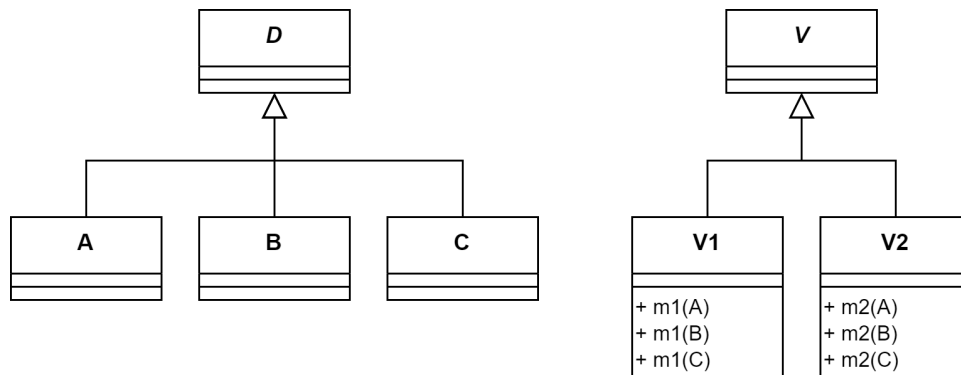 D
V
A
B
C
V1
V2
+ m1(A)
+ m1(B)
+ m1(C)
+ m2(A)
+ m2(B)
+ m2(C)